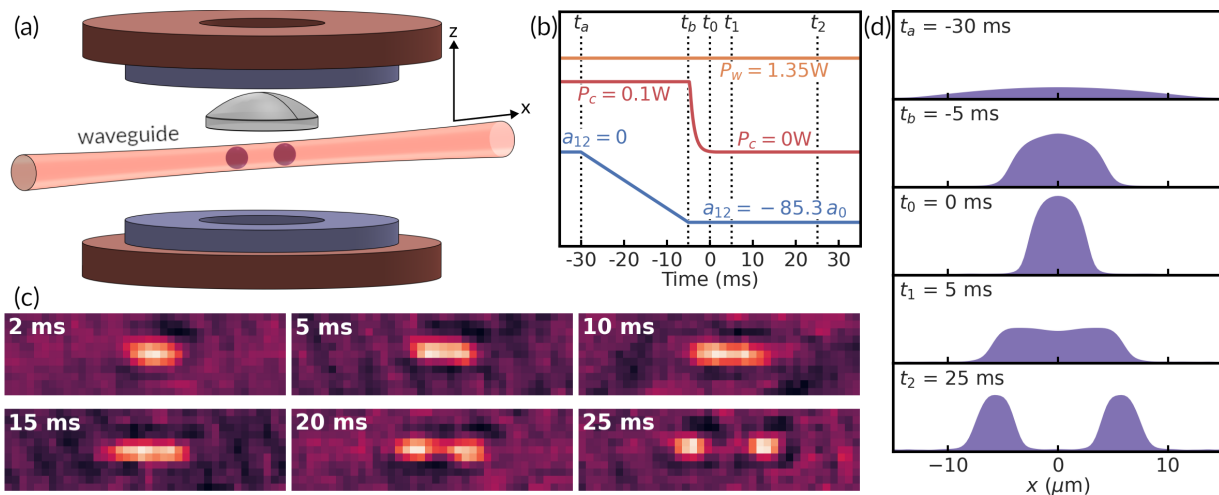 (a)
z
x
waveguide
(b)
t_a
t_b
t_0
t_1
t_2
P_w = 1.35W
P_c = 0.1W
P_c = 0W
a_12 = 0
a_12 = −85.3 a_0
-30
-20
-10
0
10
20
30
Time (ms)
(c)
2 ms
5 ms
10 ms
15 ms
20 ms
25 ms
(d)
t_a = -30 ms
t_b = -5 ms
t_0 = 0 ms
t_1 = 5 ms
t_2 = 25 ms
−10
0
10
x (μm)